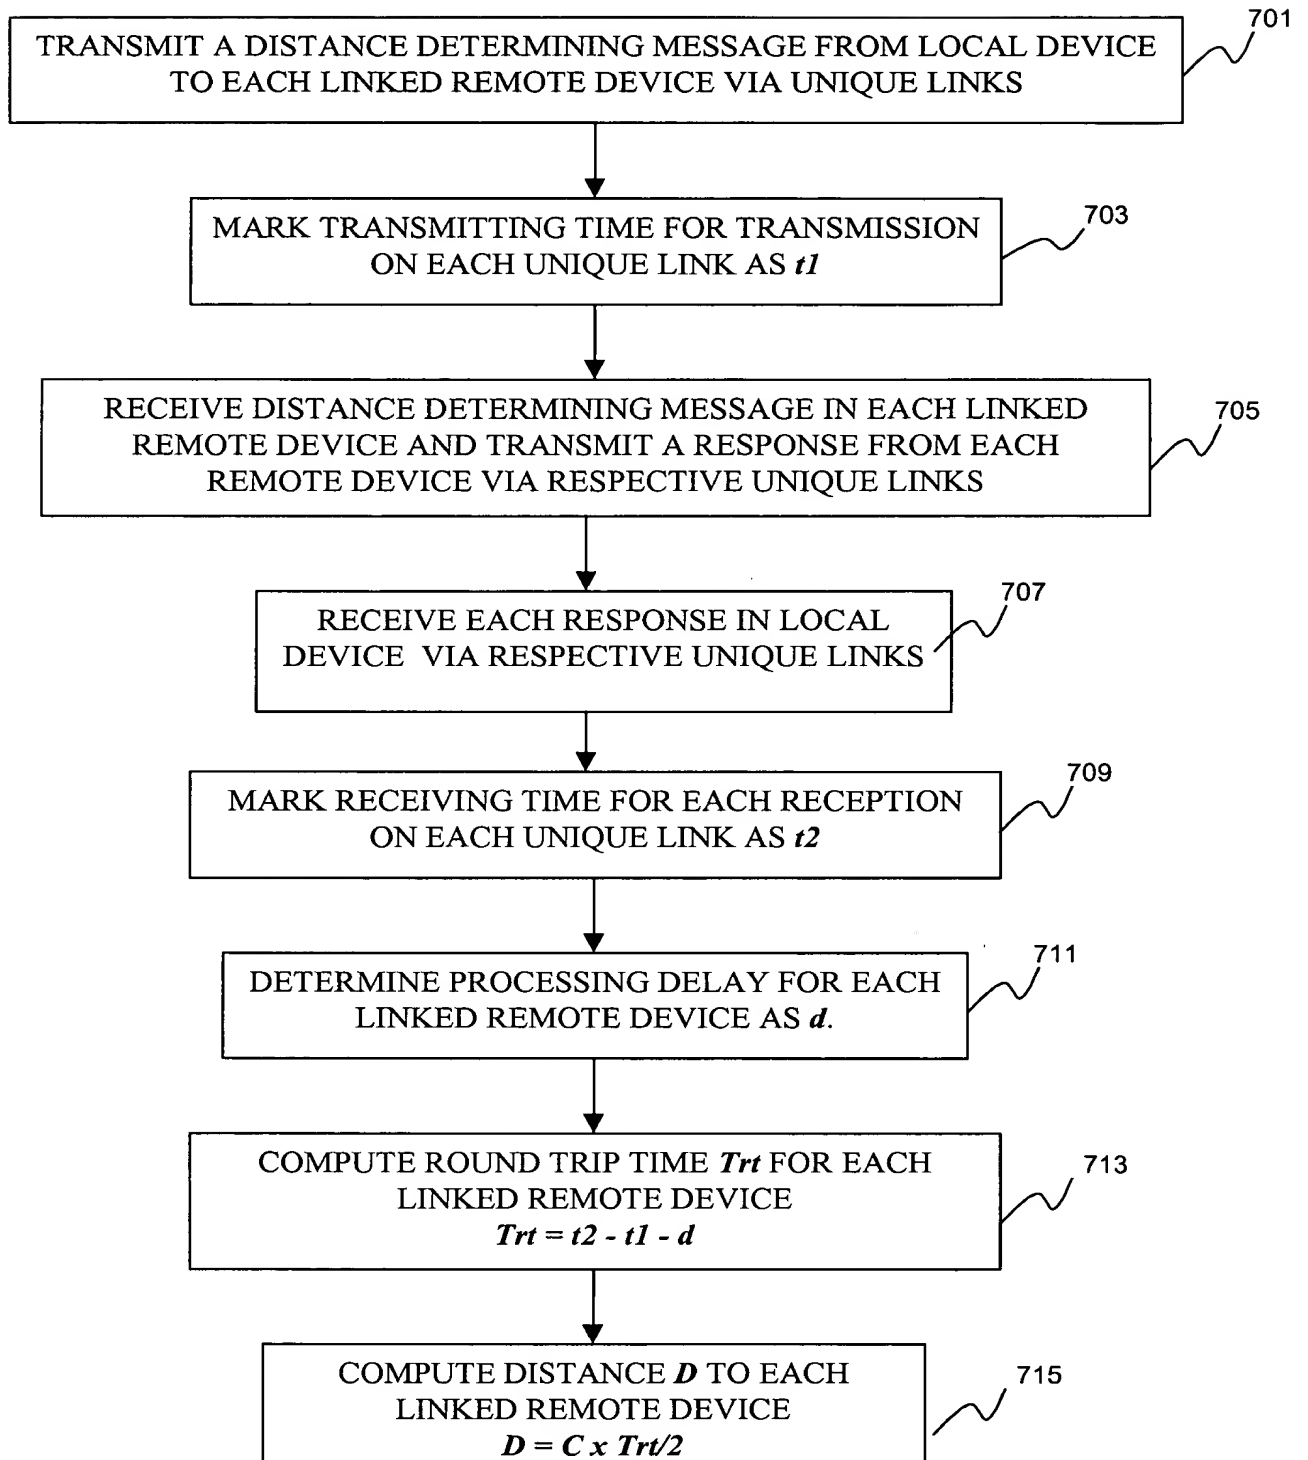 701
TRANSMIT A DISTANCE DETERMINING MESSAGE FROM LOCAL DEVICE
TO EACH LINKED REMOTE DEVICE VIA UNIQUE LINKS
703
MARK TRANSMITTING TIME FOR TRANSMISSION
ON EACH UNIQUE LINK AS t1
705
RECEIVE DISTANCE DETERMINING MESSAGE IN EACH LINKED
REMOTE DEVICE AND TRANSMIT A RESPONSE FROM EACH
REMOTE DEVICE VIA RESPECTIVE UNIQUE LINKS
707
RECEIVE EACH RESPONSE IN LOCAL
DEVICE VIA RESPECTIVE UNIQUE LINKS
709
MARK RECEIVING TIME FOR EACH RECEPTION
ON EACH UNIQUE LINK AS t2
711
DETERMINE PROCESSING DELAY FOR EACH
LINKED REMOTE DEVICE AS d.
713
COMPUTE ROUND TRIP TIME Trt FOR EACH
LINKED REMOTE DEVICE
Trt = t2 - t1 - d
715
COMPUTE DISTANCE D TO EACH
LINKED REMOTE DEVICE
D = C x Trt/2